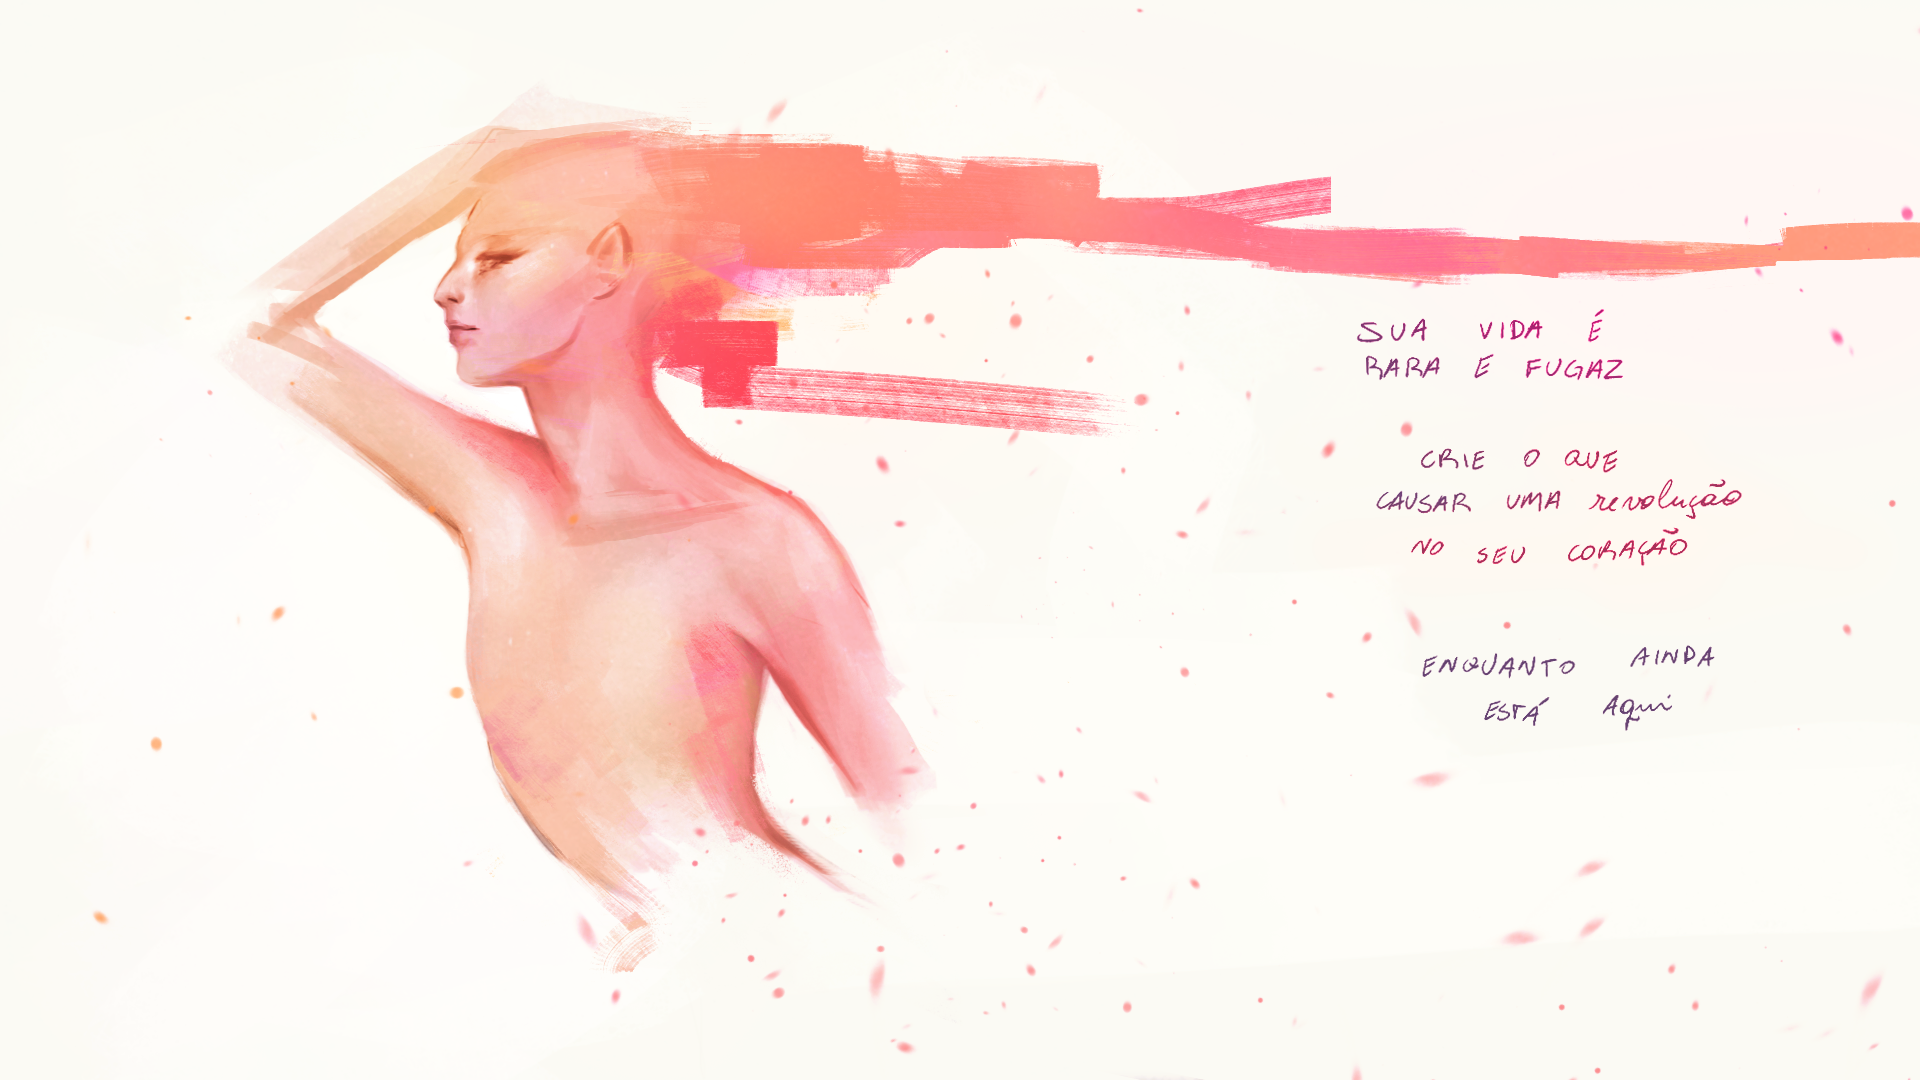 SUA VIDA É
RARA E FUGAZ
CRIE O QUE
CAUSAR UMA revolução
NO SEU CORAÇÃO
ENQUANTO AINDA
ESTÁ Aqui